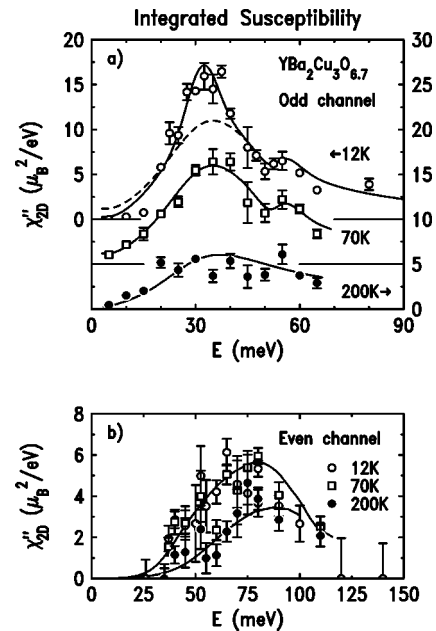 Integrated Susceptibility
a)
YBa2Cu3O6.7
Odd channel
←12K
70K
200K→
20
15
10
5
0
30
25
20
15
10
5
0
χ″2D (μB²/eV)
0 30 60 90
E (meV)
b)
Even channel
○ 12K
□ 70K
● 200K
8
6
4
2
0
χ″2D (μB²/eV)
0 25 50 75 100 125 150
E (meV)